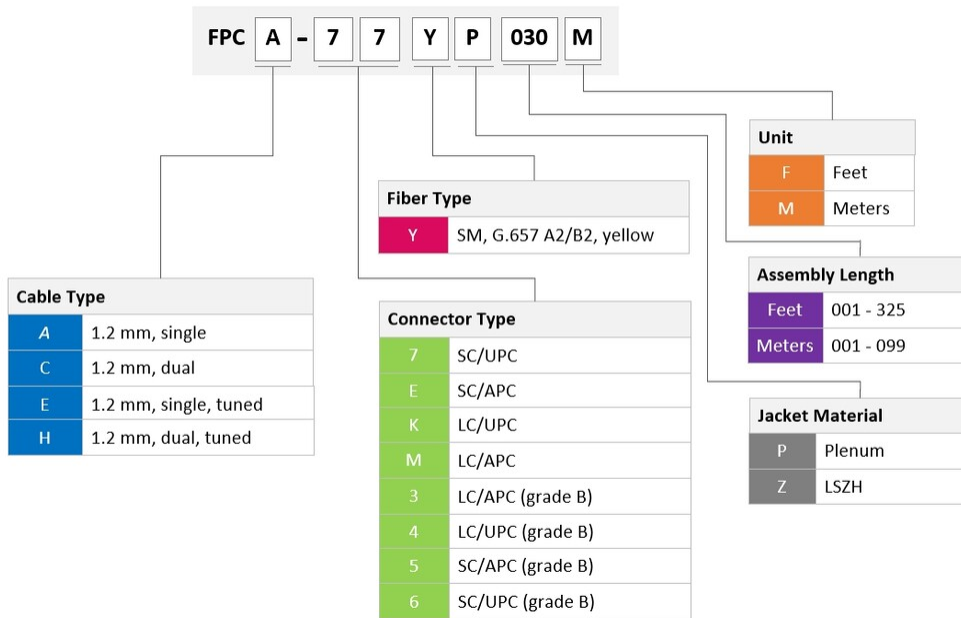 FPC A - 7 7 Y P 030 M
Unit
F Feet
M Meters
Fiber Type
Y SM, G.657 A2/B2, yellow
Assembly Length
Feet 001 - 325
Meters 001 - 099
Cable Type
A 1.2 mm, single
C 1.2 mm, dual
E 1.2 mm, single, tuned
H 1.2 mm, dual, tuned
Connector Type
7 SC/UPC
E SC/APC
K LC/UPC
M LC/APC
3 LC/APC (grade B)
4 LC/UPC (grade B)
5 SC/APC (grade B)
6 SC/UPC (grade B)
Jacket Material
P Plenum
Z LSZH